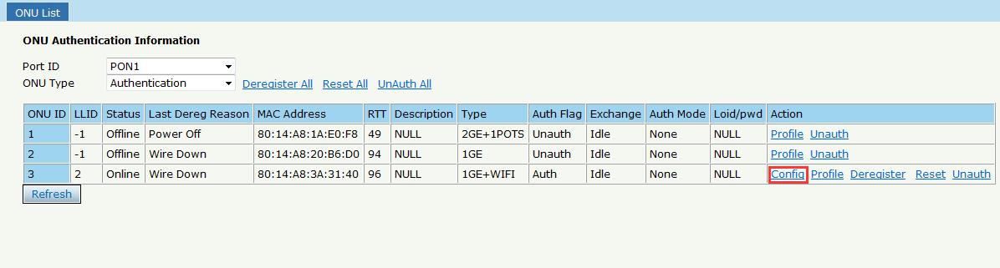 ONU List
ONU Authentication Information
Port ID PON1
ONU Type Authentication Deregister All Reset All UnAuth All
ONU ID LLID Status Last Dereg Reason MAC Address RTT Description Type Auth Flag Exchange Auth Mode Loid/pwd Action
1 -1 Offline Power Off 80:14:A8:1A:E0:F8 49 NULL 2GE+1POTS Unauth Idle None NULL Profile Unauth
2 -1 Offline Wire Down 80:14:A8:20:B6:D0 94 NULL 1GE Unauth Idle None NULL Profile Unauth
3 2 Online Wire Down 80:14:A8:3A:31:40 96 NULL 1GE+WIFI Auth Idle None NULL Config Profile Deregister Reset Unauth
Refresh